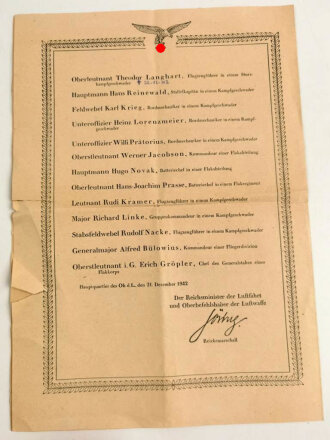 Oberleutnant Theodor Langhart, Flugzeugführer in einem Sturz-
kampfgeschwader
Hauptmann Hans Reinewald, Staffelkapitän in einem Kampfgeschwader
Feldwebel Karl Krieg, Bordmechaniker in einem Kampfgeschwader
Unteroffizier Heinz Lorenzmeier, Bordmechaniker in einem Kampf-
geschwader
Unteroffizier Willi Prätorius, Bordmechaniker in einem Kampfgeschwader
Oberstleutnant Werner Jacobson, Kommandeur einer Flakabteilung
Hauptmann Hugo Novak, Batteriechef in einer Flakabteilung
Oberleutnant Hans Joachim Prasse, Batteriechef in einem Flakregiment
Leutnant Rudi Kramer, Flugzeugführer in einem Kampfgeschwader
Major Richard Linke, Gruppenkommandeur in einem Kampfgeschwader
Stabsfeldwebel Rudolf Nacke, Flugzeugführer in einem Kampfgeschwader
Generalmajor Alfred Bülowius, Kommandeur einer Fliegerdivision
Oberstleutnant i. G. Erich Gröpler, Chef des Generalstabes eines
Flakkorps
Hauptquartier des Ob d L, den 21. Dezember 1942
Der Reichsminister der Luftfahrt
und Oberbefehlshaber der Luftwaffe
Göring
Reichsmarschall